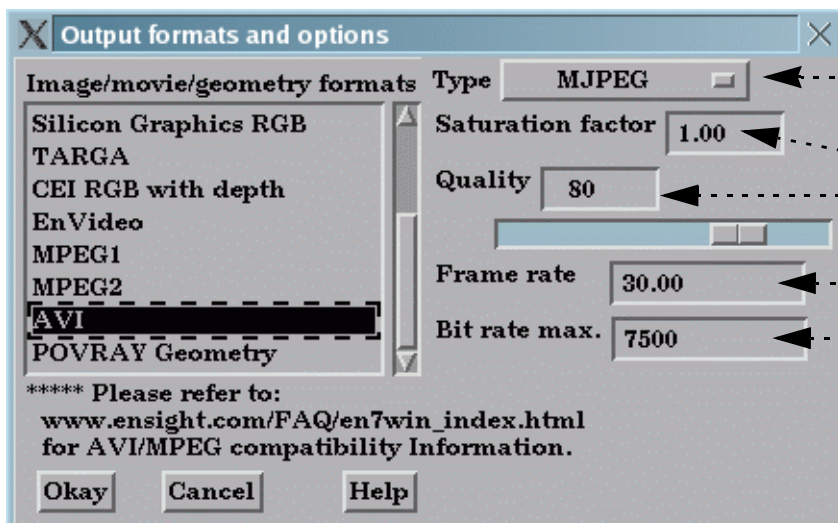 Output formats and options
Image/movie/geometry formats
Silicon Graphics RGB
TARGA
CEI RGB with depth
EnVideo
MPEG1
MPEG2
AVI
POVRAY Geometry
Type MJPEG
Saturation factor 1.00
Quality 80
Frame rate 30.00
Bit rate max. 7500
***** Please refer to:
www.ensight.com/FAQ/en7win_index.html
for AVI/MPEG compatibility Information.
Okay Cancel Help